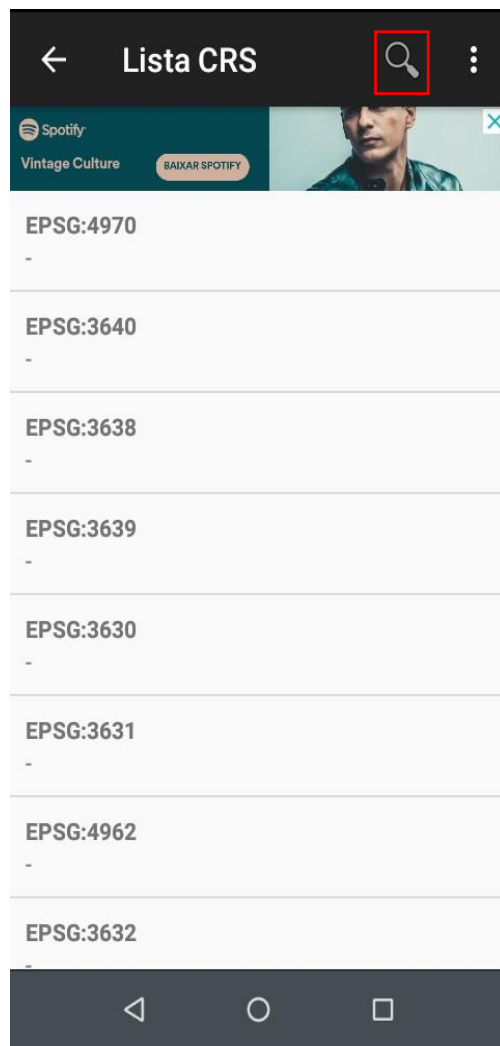 Lista CRS
Spotify
Vintage Culture
BAIXAR SPOTIFY
EPSG:4970
-
EPSG:3640
-
EPSG:3638
-
EPSG:3639
-
EPSG:3630
-
EPSG:3631
-
EPSG:4962
-
EPSG:3632
-